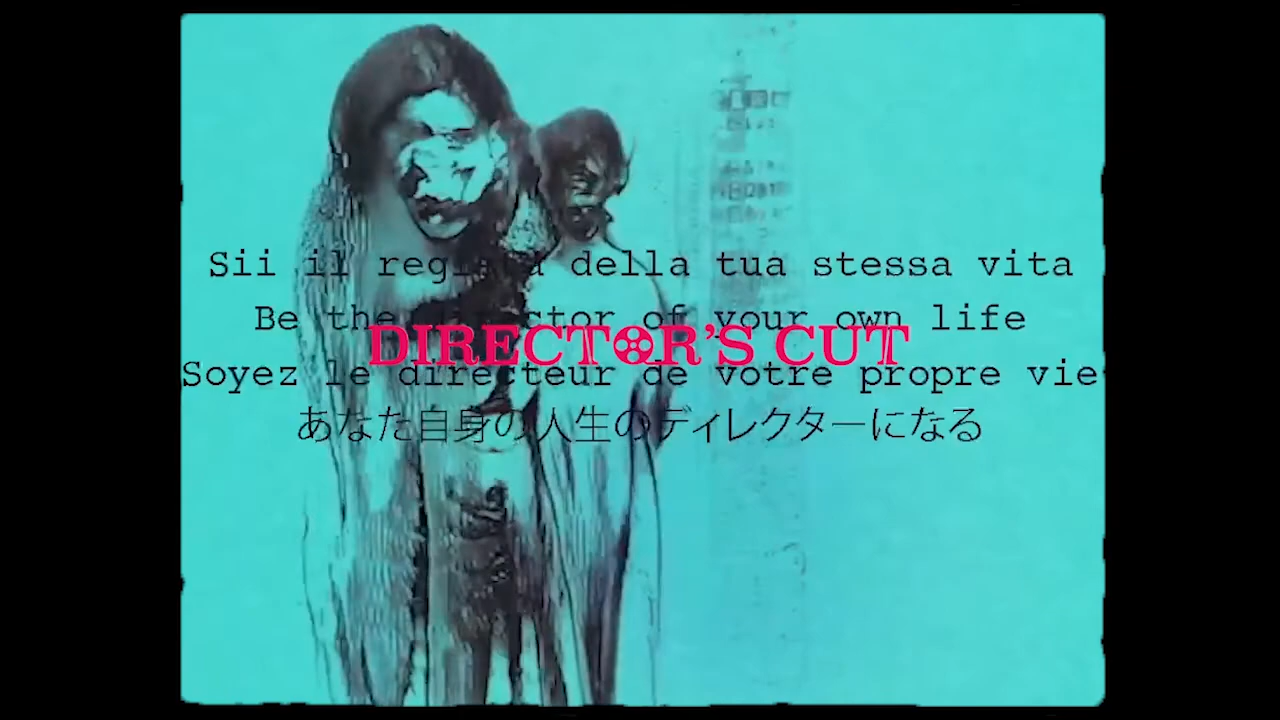 Sii il regista della tua stessa vita
Be the director of your own life
DIRECTOR'S CUT
Soyez le directeur de votre propre vie
あなた自身の人生のディレクターになる